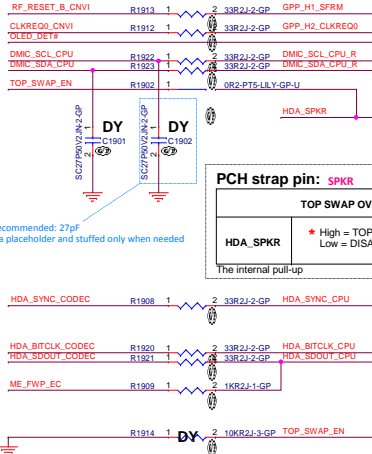 RF_RESET_B_CNVI R1913 1 2 33R2J-2-GP GPP_H1_SFRM
CLKREQ0_CNVI R1912 1 2 33R2J-2-GP GPP_H2_CLKREQ0
OLED_DET#
DMIC_SCL_CPU R1922 1 2 33R2J-2-GP DMIC_SCL_CPU_R
DMIC_SDA_CPU R1923 1 2 33R2J-2-GP DMIC_SDA_CPU_R
TOP_SWAP_EN R1902 1 0R2-PT5-LILY-GP-U
HDA_SPKR
SC27P50V2JN-2-GP 1 2 DY C1901
SC27P50V2JN-2-GP 1 2 DY C1902
PCH strap pin: SPKR
TOP SWAP OV
HDA_SPKR
* High = TOP
Low = DISA
The internal pull-up
ecommended: 27pF
a placeholder and stuffed only when needed
HDA_SYNC_CODEC R1908 1 2 33R2J-2-GP HDA_SYNC_CPU
HDA_BITCLK_CODEC R1920 1 2 33R2J-2-GP HDA_BITCLK_CPU
HDA_SDOUT_CODEC R1921 1 2 33R2J-2-GP HDA_SDOUT_CPU
ME_FWP_EC R1909 1 2 1KR2J-1-GP
R1914 1 DY 2 10KR2J-3-GP TOP_SWAP_EN